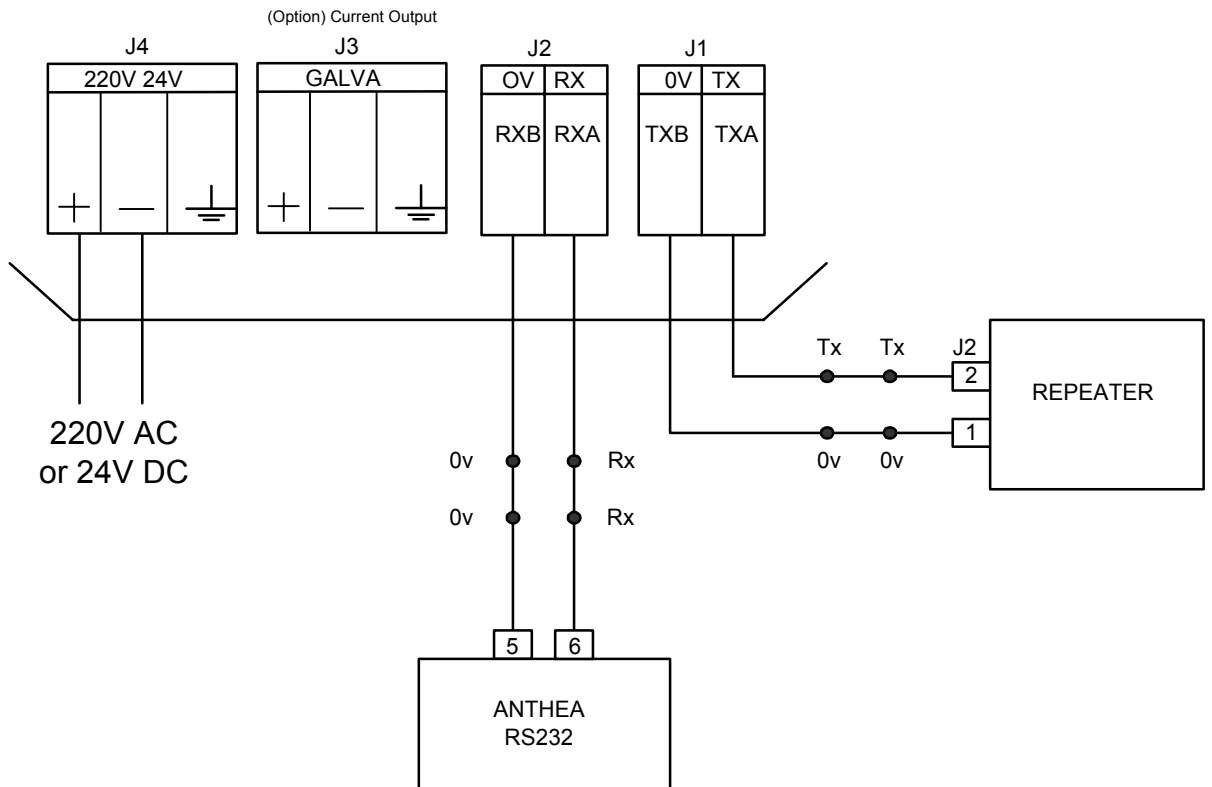 (Option) Current Output
J4
J3
J2
J1
220V 24V
GALVA
OV RX
0V TX
RXB RXA
TXB TXA
+ —
+ —
220V AC
or 24V DC
Tx Tx J2
2
REPEATER
1
0v 0v
0v Rx
0v Rx
5 6
ANTHEA
RS232